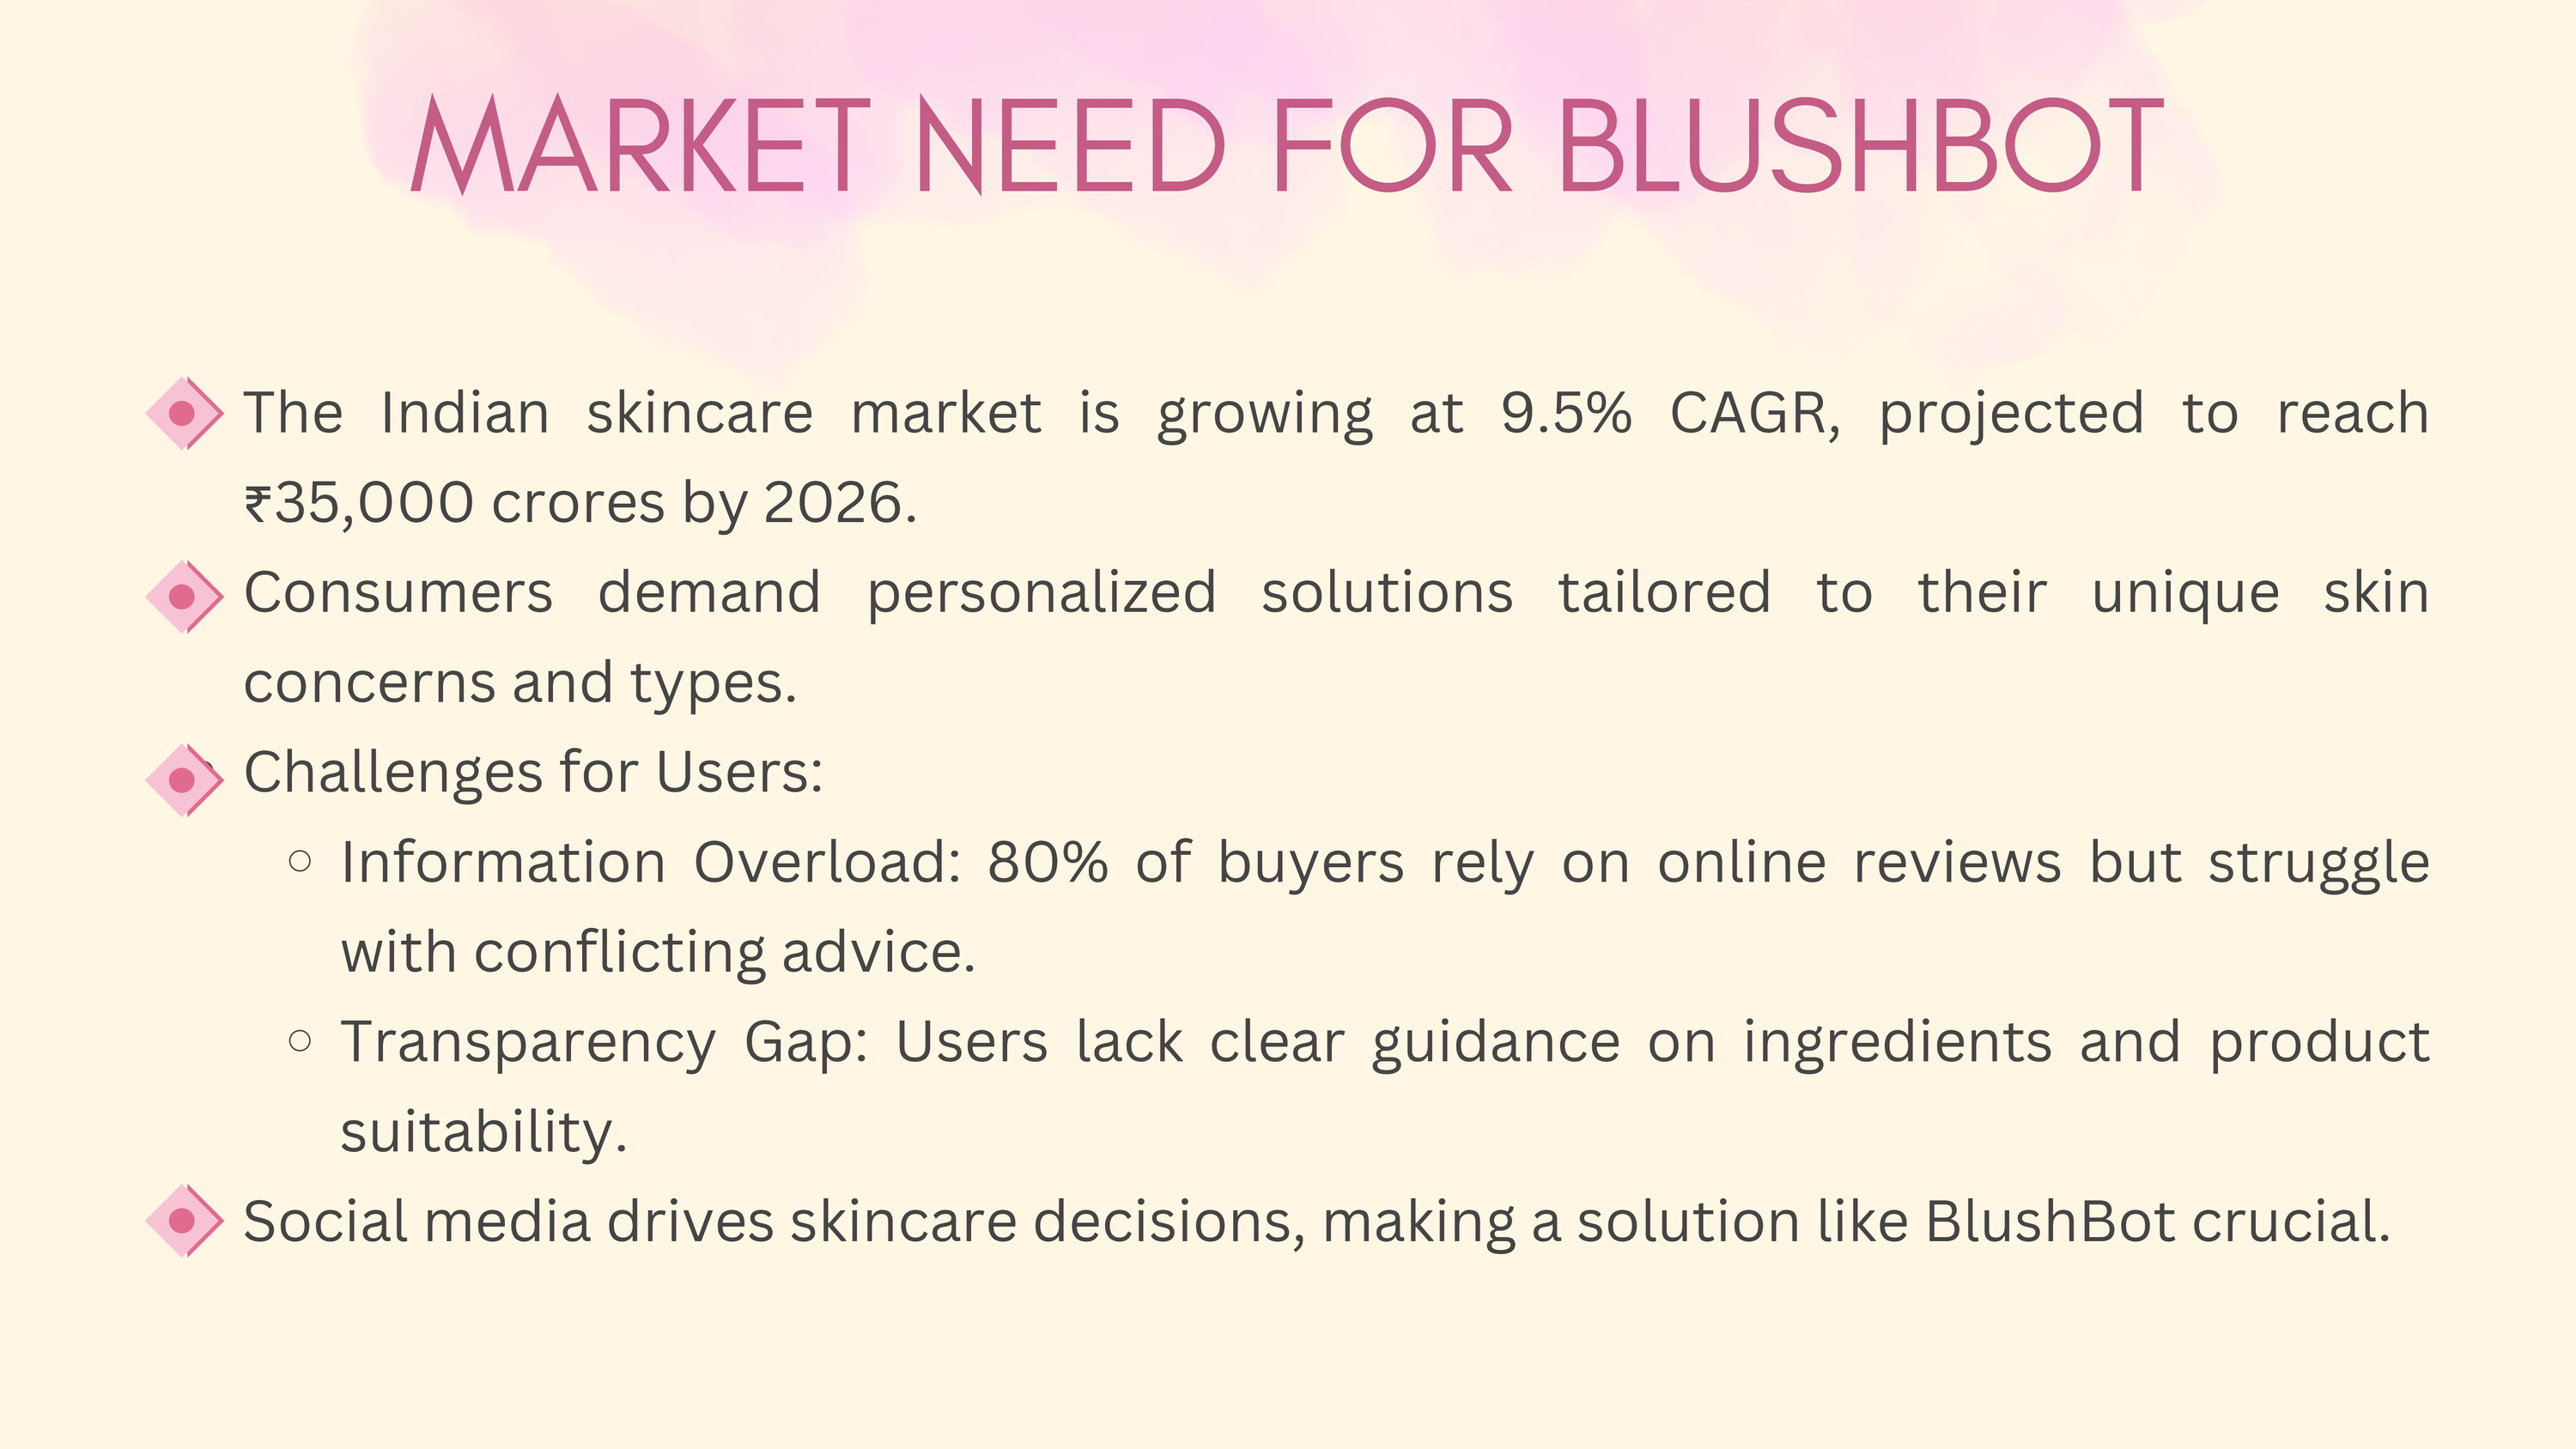 MARKET NEED FOR BLUSHBOT
The Indian skincare market is growing at 9.5% CAGR, projected to reach
₹35,000 crores by 2026.
Consumers demand personalized solutions tailored to their unique skin
concerns and types.
Challenges for Users:
Information Overload: 80% of buyers rely on online reviews but struggle
with conflicting advice.
Transparency Gap: Users lack clear guidance on ingredients and product
suitability.
Social media drives skincare decisions, making a solution like BlushBot crucial.